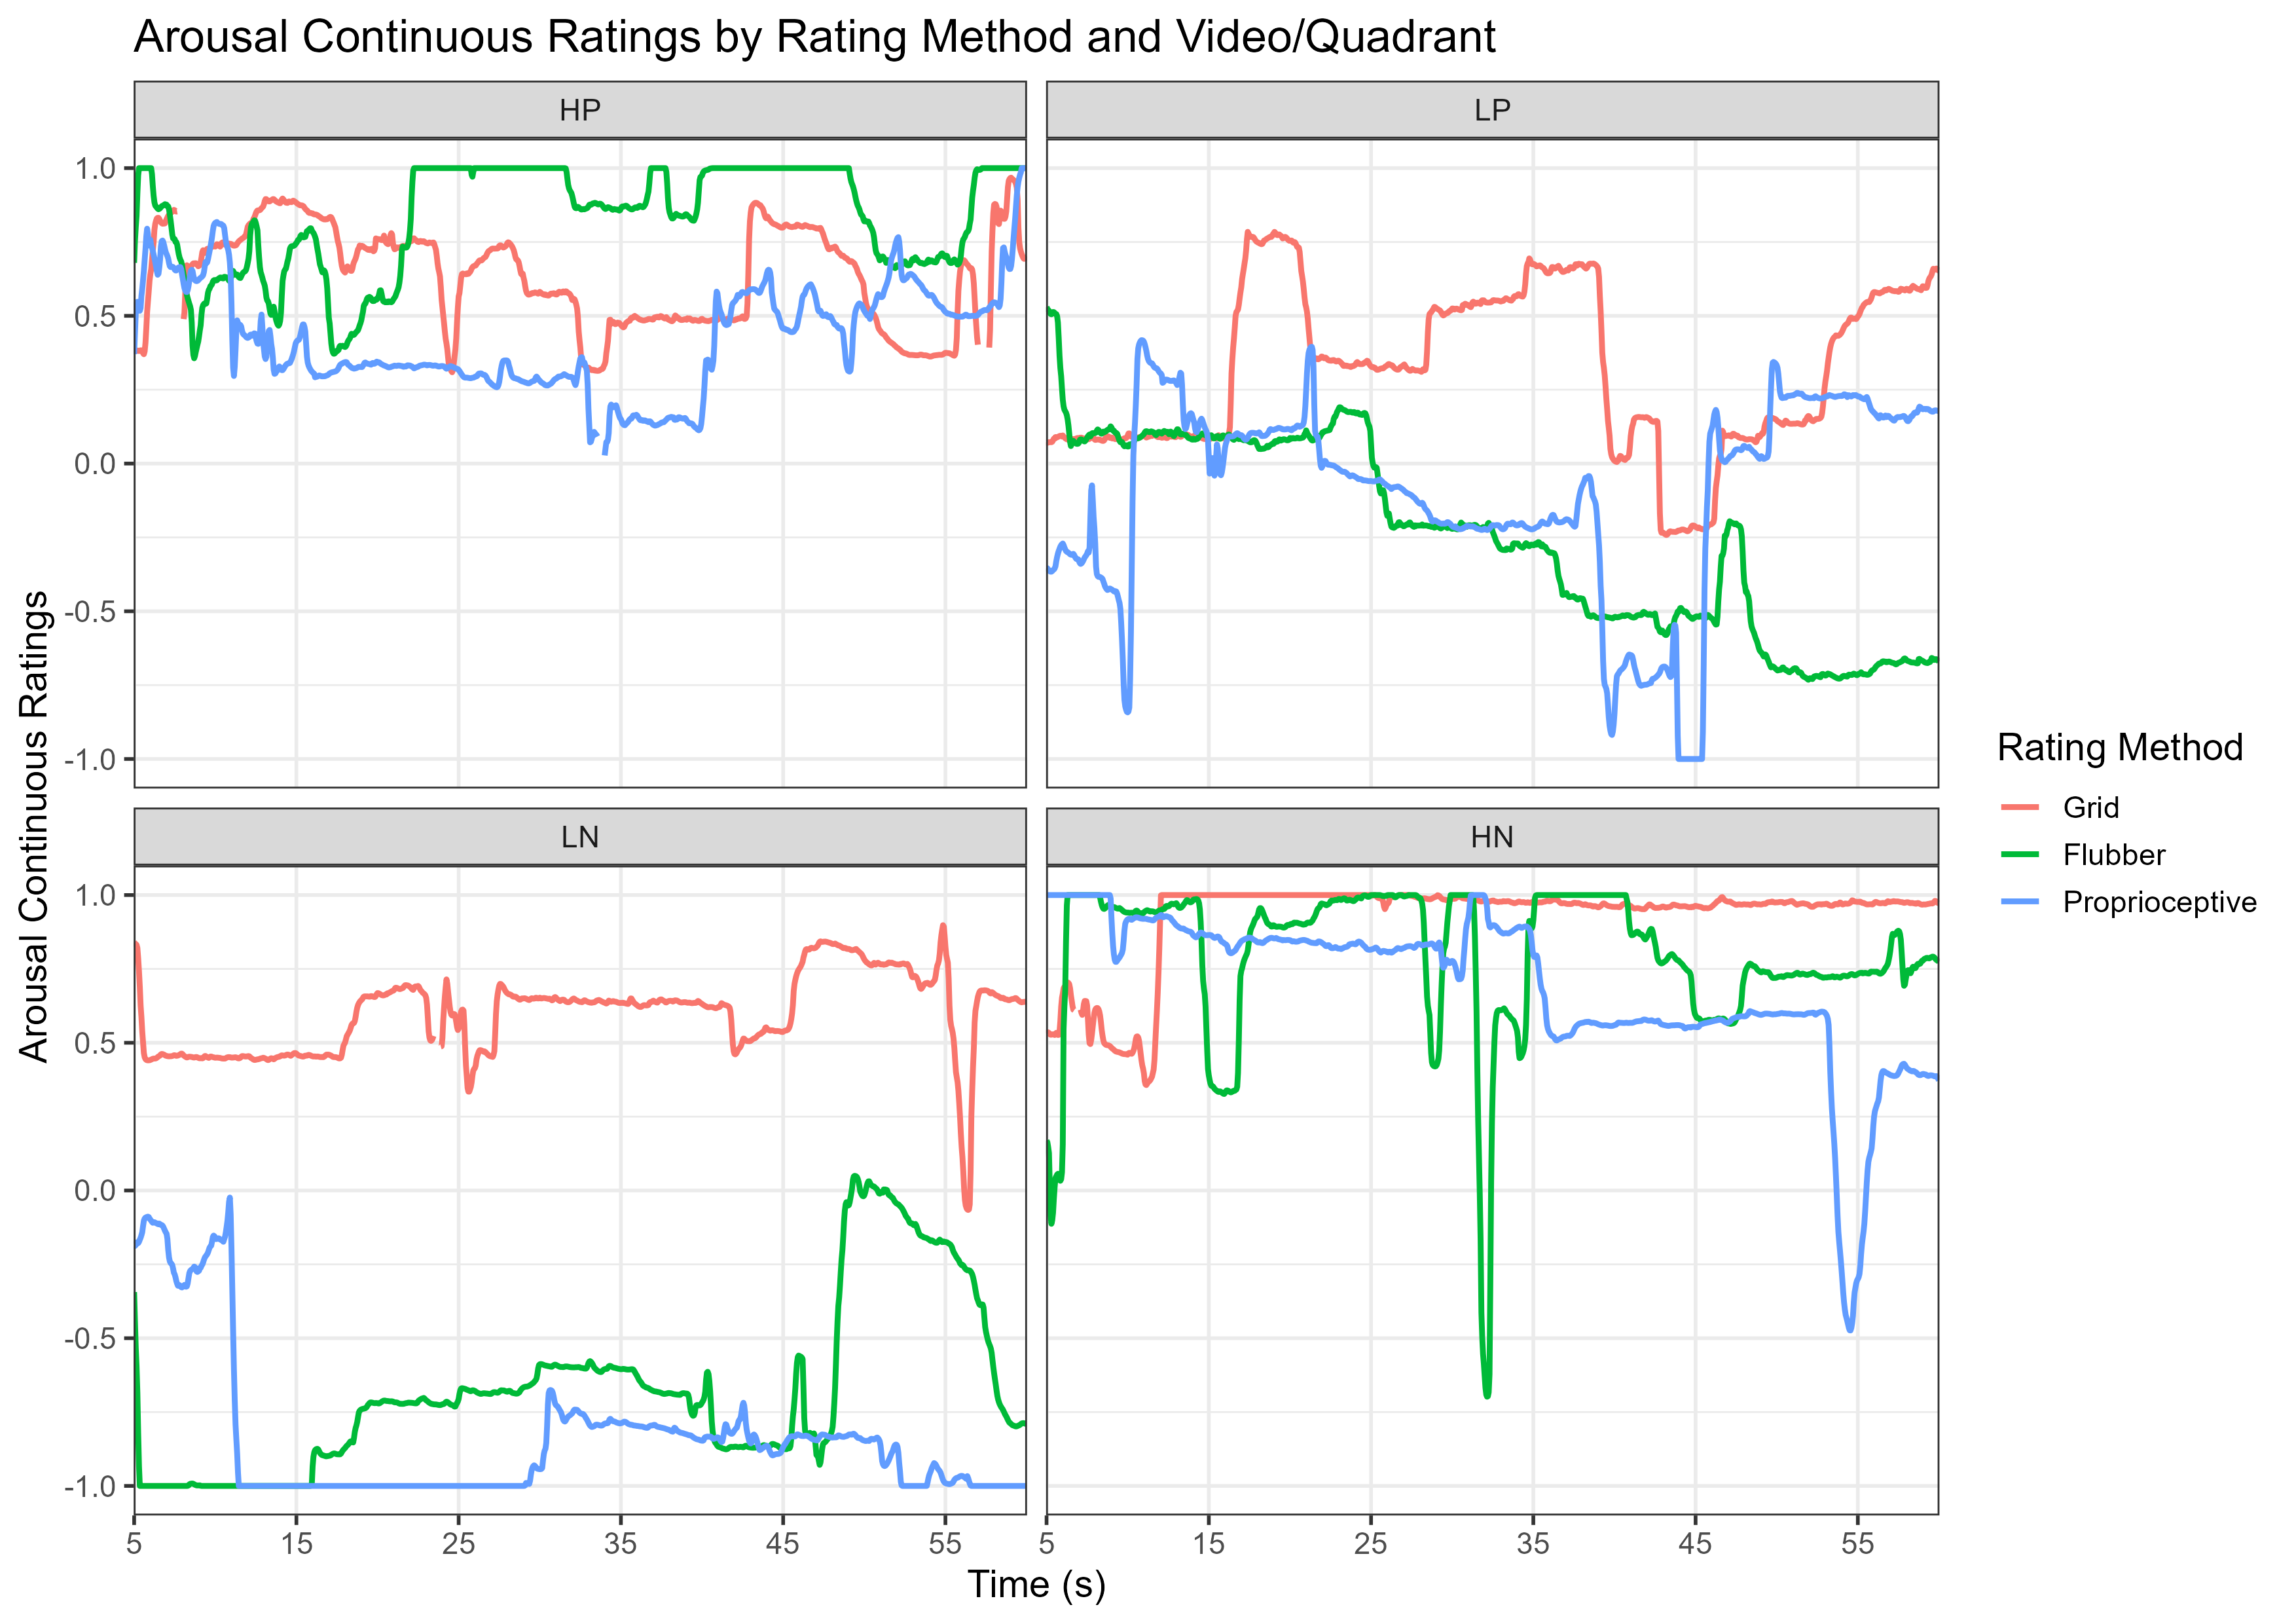 Arousal Continuous Ratings by Rating Method and Video/Quadrant
HP
LP
1.0
0.5
0.0
-0.5
-1.0
LN
HN
1.0
0.5
0.0
-0.5
-1.0
5 15 25 35 45 55
5 15 25 35 45 55
Time (s)
Arousal Continuous Ratings
Rating Method
Grid
Flubber
Proprioceptive